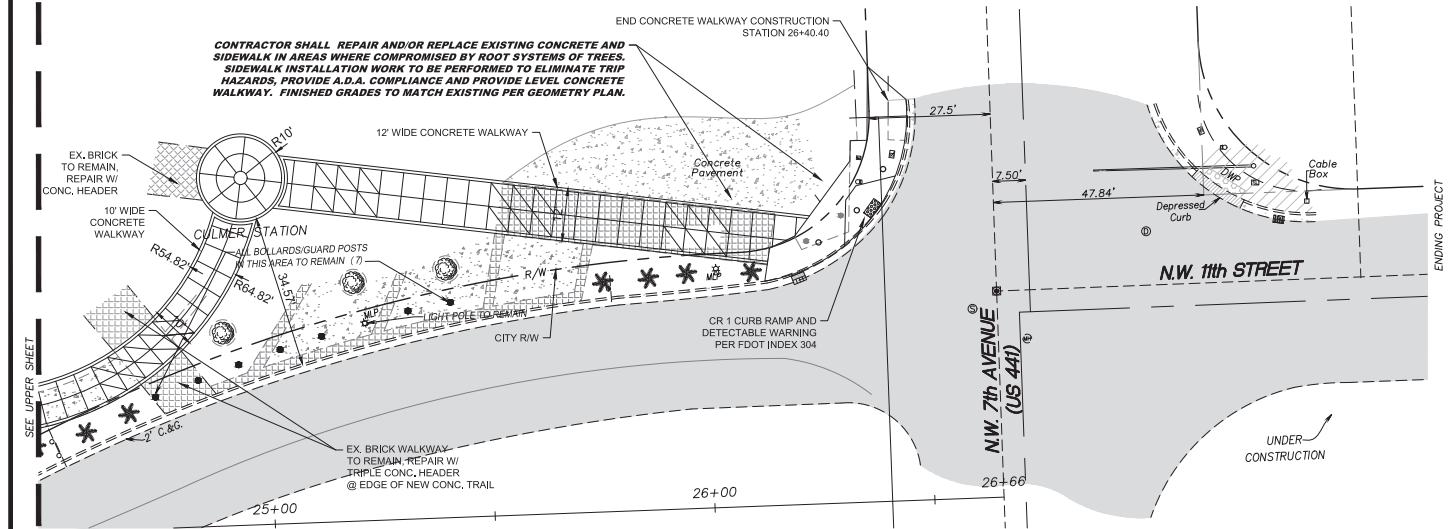 END CONCRETE WALKWAY CONSTRUCTION
STATION 26+40.40
CONTRACTOR SHALL REPAIR AND/OR REPLACE EXISTING CONCRETE AND
SIDEWALK IN AREAS WHERE COMPROMISED BY ROOT SYSTEMS OF TREES.
SIDEWALK INSTALLATION WORK TO BE PERFORMED TO ELIMINATE TRIP
HAZARDS, PROVIDE A.D.A. COMPLIANCE AND PROVIDE LEVEL CONCRETE
WALKWAY. FINISHED GRADES TO MATCH EXISTING PER GEOMETRY PLAN.
27.5'
R10'
12' WIDE CONCRETE WALKWAY
EX. BRICK
TO REMAIN,
REPAIR W/
CONC. HEADER
Concrete
Pavement
Cable
Box
DWP
7.50'
47.84'
Depressed
Curb
12'
10' WIDE
CONCRETE
WALKWAY
CULMER STATION
ALL BOLLARDS/GUARD POSTS
IN THIS AREA TO REMAIN (7)
R54.82'
R64.82'
34.57'
R/W
MLP
D
N.W. 11th STREET
ENDING PROJECT
10'
MLP
LIGHT POLE TO REMAIN
CITY R/W
CR 1 CURB RAMP AND
DETECTABLE WARNING
PER FDOT INDEX 304
S
N.W. 7th AVENUE
(US 441)
SEE UPPER SHEET
2' C.&G.
EX. BRICK WALKWAY
TO REMAIN, REPAIR W/
TRIPLE CONC. HEADER
@ EDGE OF NEW CONC. TRAIL
UNDER
CONSTRUCTION
25+00
26+00
26+66